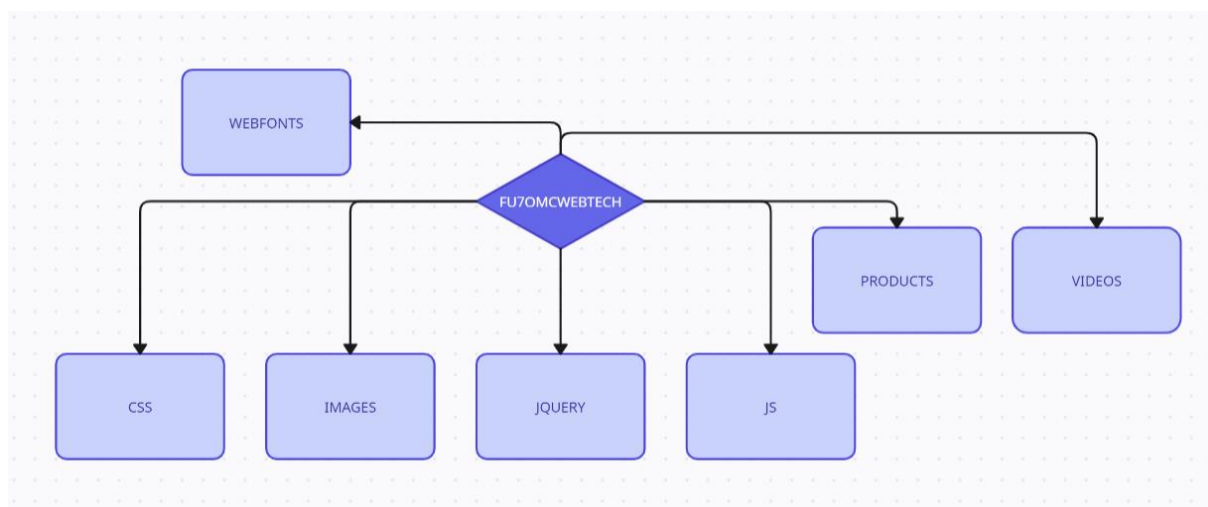 WEBFONTS
FU7OMCWEBTECH
PRODUCTS
VIDEOS
CSS
IMAGES
JQUERY
JS